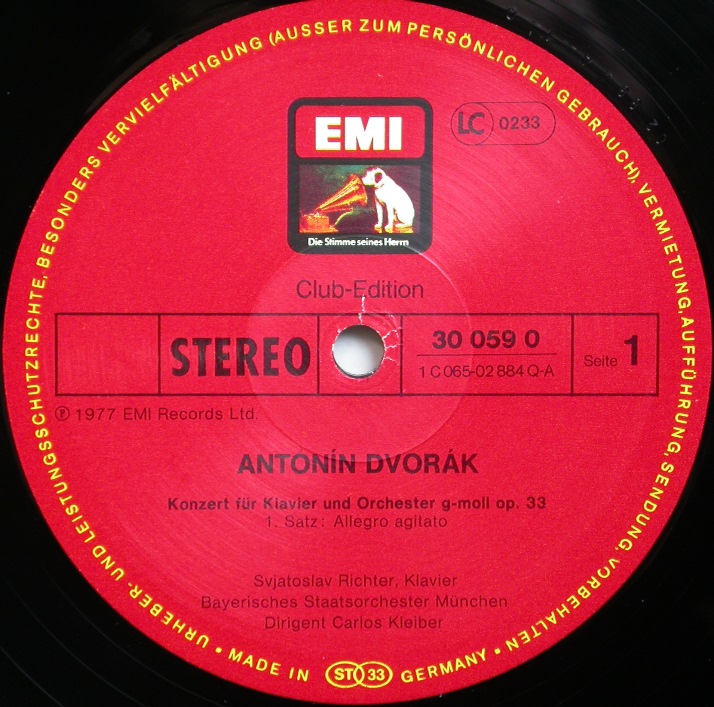 URHEBER- UND LEISTUNGSSCHUTZRECHTE, BESONDERS VERVIELFÄLTIGUNG (AUSSER ZUM PERSÖNLICHEN GEBRAUCH), VERMIETUNG, AUFFÜHRUNG, SENDUNG, VORBEHALTEN •
EMI
LC 0233
Die Stimme seines Herrn
Club-Edition
STEREO
30 059 0
1 C 065-02 884 Q-A
Seite 1
℗ 1977 EMI Records Ltd.
ANTONÍN DVORÁK
Konzert für Klavier und Orchester g-moll op. 33
1. Satz: Allegro agitato
Svjatoslav Richter, Klavier
Bayerisches Staatsorchester München
Dirigent Carlos Kleiber
• MADE IN ST 33 GERMANY •